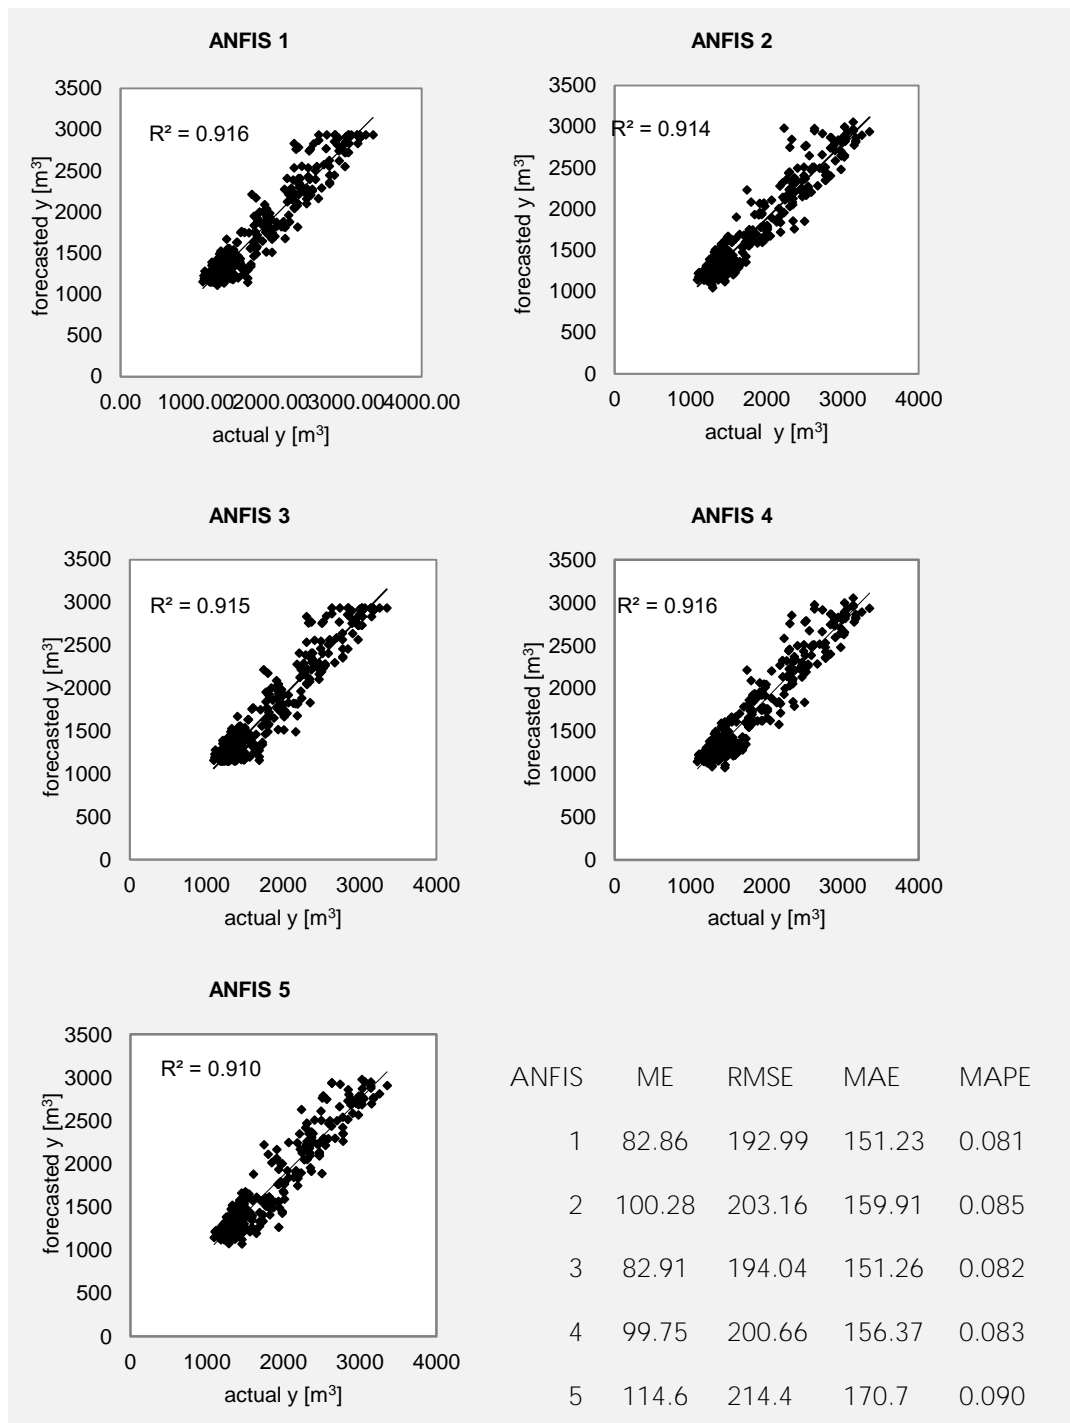 ANFIS 1
3500
3000
2500
2000
1500
1000
500
0
R² = 0.916
forecasted y [m³]
0.00 1000.00 2000.00 3000.00 4000.00
actual y [m³]
ANFIS 2
3500
3000
2500
2000
1500
1000
500
0
R² = 0.914
forecasted y [m³]
0 1000 2000 3000 4000
actual y [m³]
ANFIS 3
3500
3000
2500
2000
1500
1000
500
0
R² = 0.915
forecasted y [m³]
0 1000 2000 3000 4000
actual y [m³]
ANFIS 4
3500
3000
2500
2000
1500
1000
500
0
R² = 0.916
forecasted [m³]
0 1000 2000 3000 4000
actual y [m³]
ANFIS 5
3500
3000
2500
2000
1500
1000
500
0
R² = 0.910
forecasted y [m³]
0 1000 2000 3000 4000
actual y [m³]
ANFIS ME RMSE MAE MAPE
1 82.86 192.99 151.23 0.081
2 100.28 203.16 159.91 0.085
3 82.91 194.04 151.26 0.082
4 99.75 200.66 156.37 0.083
5 114.6 214.4 170.7 0.090